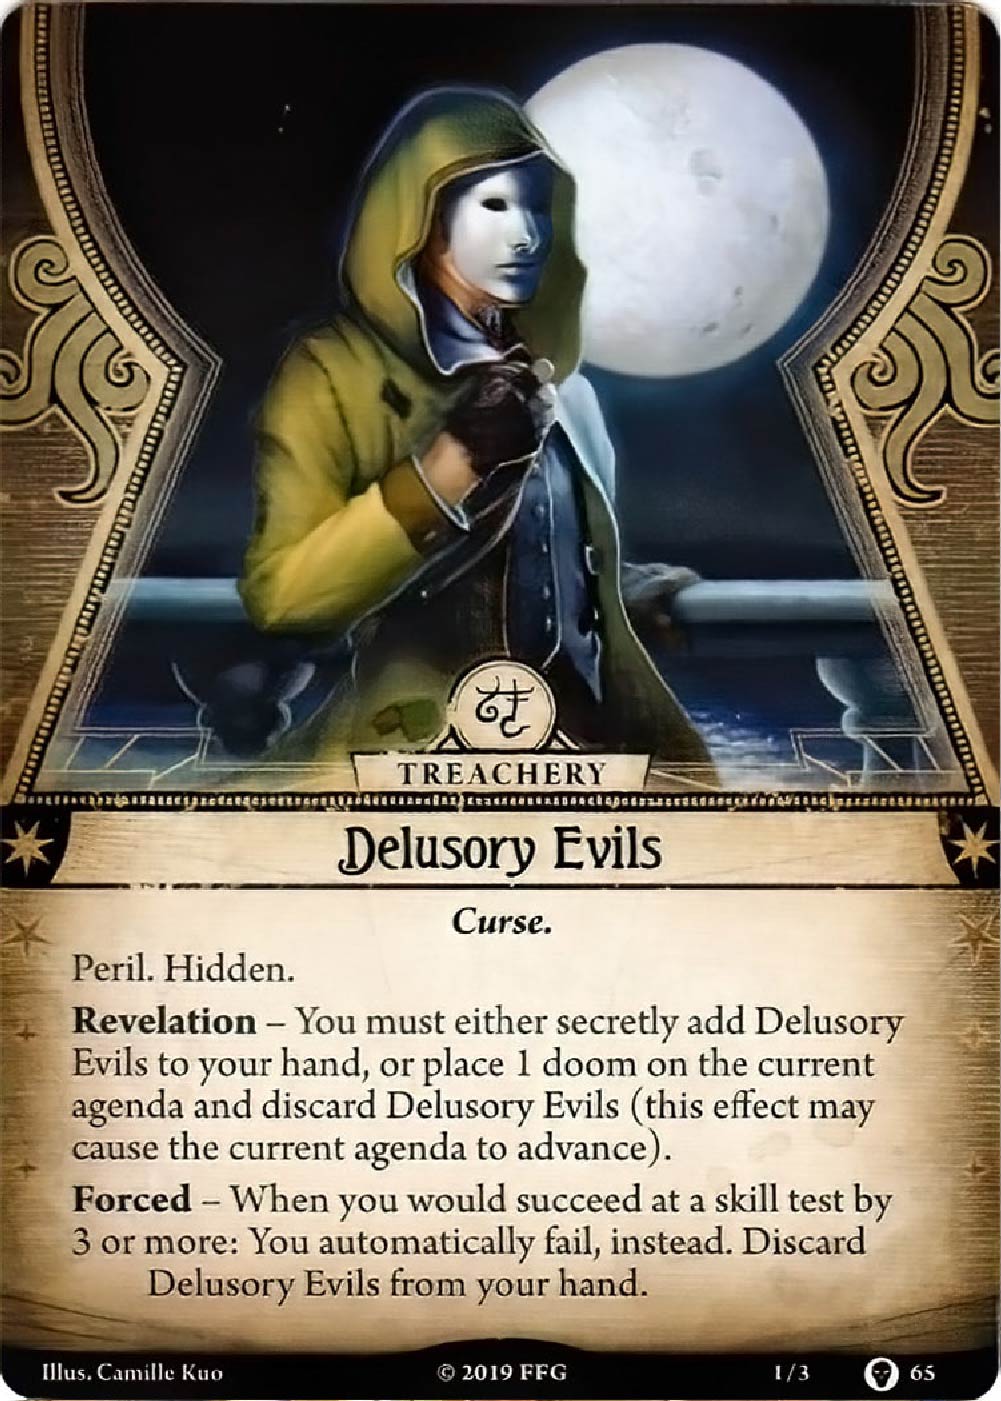 TREACHERY
Delusory Evils
Curse.
Peril. Hidden.
Revelation – You must either secretly add Delusory
Evils to your hand, or place 1 doom on the current
agenda and discard Delusory Evils (this effect may
cause the current agenda to advance).
Forced – When you would succeed at a skill test by
3 or more: You automatically fail, instead. Discard
Delusory Evils from your hand.
Illus. Camille Kuo © 2019 FFG 1/3 65